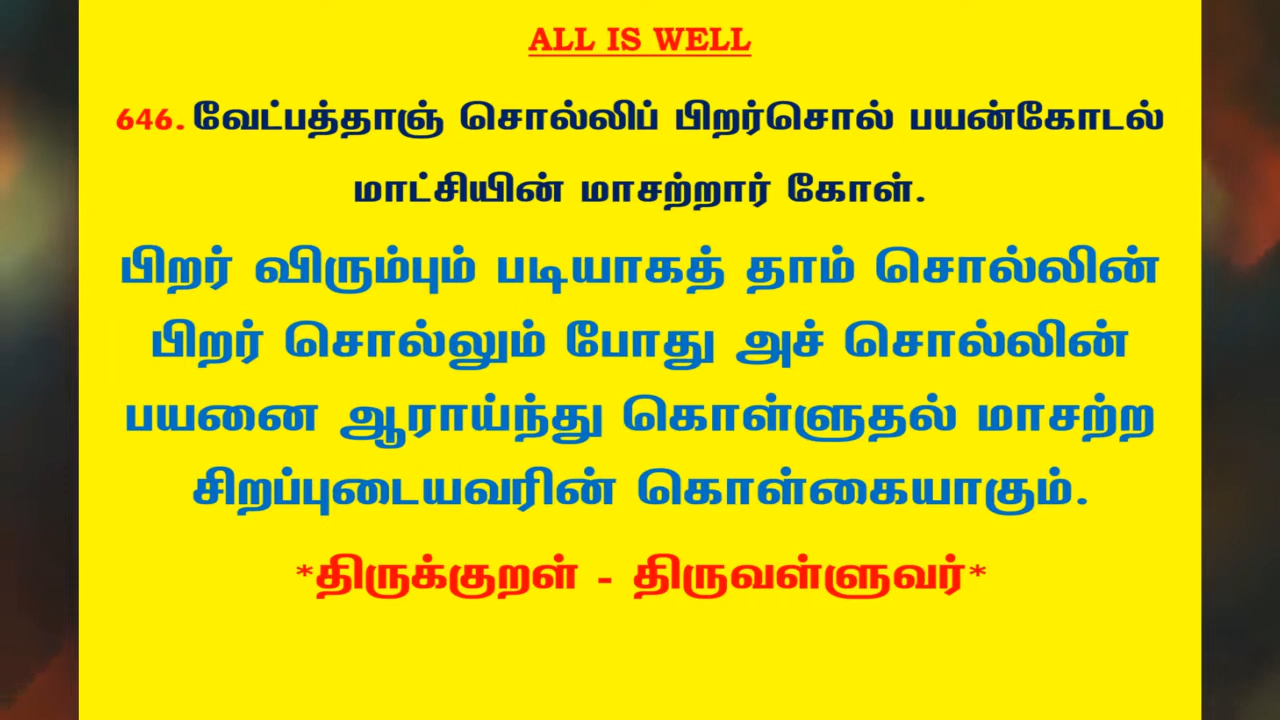 ALL IS WELL
646. வேட்பத்தாஞ் சொல்லிப் பிறர்சொல் பயன்கோடல்
மாட்சியின் மாசற்றார் கோள்.
பிறர் விரும்பும் படியாகத் தாம் சொல்லின்
பிறர் சொல்லும் போது அச் சொல்லின்
பயனை ஆராய்ந்து கொள்ளுதல் மாசற்ற
சிறப்புடையவரின் கொள்கையாகும்.
*திருக்குறள் - திருவள்ளுவர்*